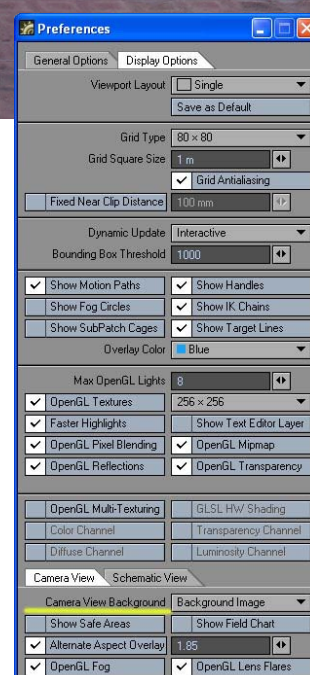 Preferences
General Options Display Options
Viewport Layout Single
Save as Default
Grid Type 80 × 80
Grid Square Size 1 m
Grid Antialiasing
Fixed Near Clip Distance 100 mm
Dynamic Update Interactive
Bounding Box Threshold 1000
Show Motion Paths Show Handles
Show Fog Circles Show IK Chains
Show SubPatch Cages Show Target Lines
Overlay Color Blue
Max OpenGL Lights 8
OpenGL Textures 256 × 256
Faster Highlights Show Text Editor Layer
OpenGL Pixel Blending OpenGL Mipmap
OpenGL Reflections OpenGL Transparency
OpenGL Multi-Texturing GLSL HW Shading
Color Channel Transparency Channel
Diffuse Channel Luminosity Channel
Camera View Schematic View
Camera View Background Background Image
Show Safe Areas Show Field Chart
Alternate Aspect Overlay 1.85
OpenGL Fog OpenGL Lens Flares